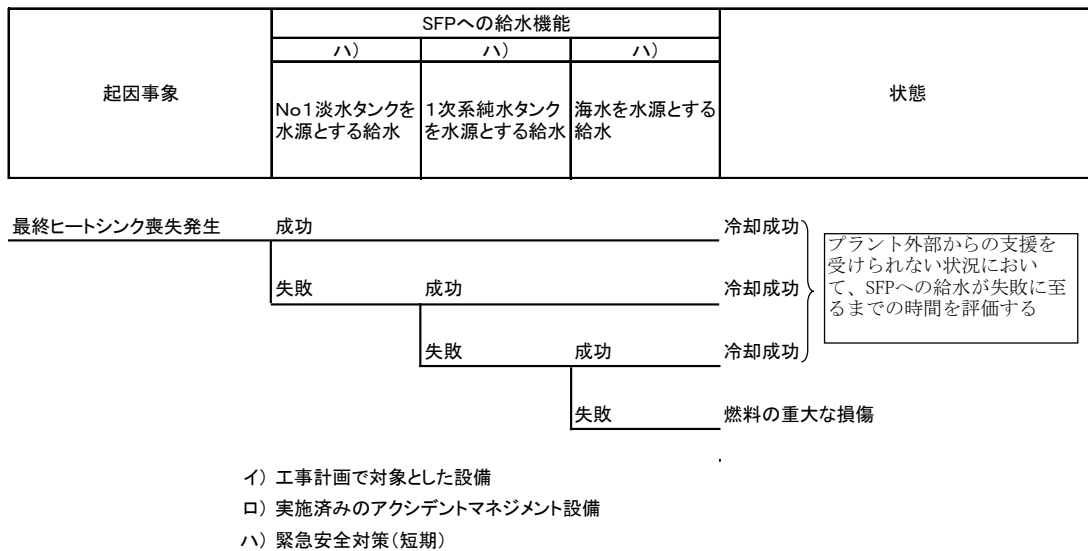 SFPへの給水機能
ハ) ハ) ハ)
起因事象
No1淡水タンクを
水源とする給水
1次系純水タンク
を水源とする給水
海水を水源とする
給水
状態
最終ヒートシンク喪失発生 成功 冷却成功
失敗 成功 冷却成功
失敗 成功 冷却成功
失敗 燃料の重大な損傷
プラント外部からの支援を
受けられない状況におい
て、SFPへの給水が失敗に至
るまでの時間を評価する
イ) 工事計画で対象とした設備
ロ) 実施済みのアクシデントマネジメント設備
ハ) 緊急安全対策(短期)